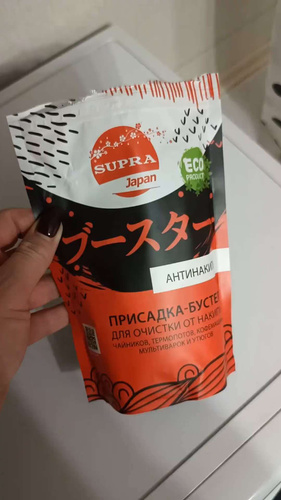 SUPRA
Japan
ECO
PRODUCT
ブースター
АНТИНАКИП
ПРИСАДКА-БУСТЕ
ДЛЯ ОЧИСТКИ ОТ НАКИП
ЧАЙНИКОВ, ТЕРМОПОТОВ, КОФЕМАШ
МУЛЬТИВАРОК И УТЮГОВ